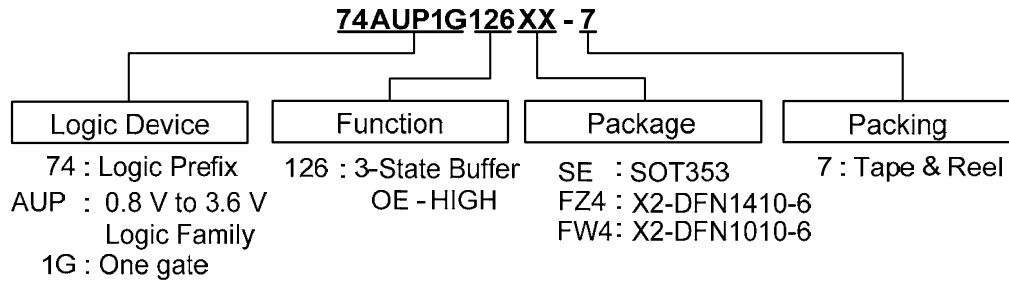 74AUP1G126XX - 7
Logic Device
74 : Logic Prefix
AUP : 0.8 V to 3.6 V
Logic Family
1G : One gate
Function
126 : 3-State Buffer
OE - HIGH
Package
SE : SOT353
FZ4 : X2-DFN1410-6
FW4: X2-DFN1010-6
Packing
7 : Tape & Reel